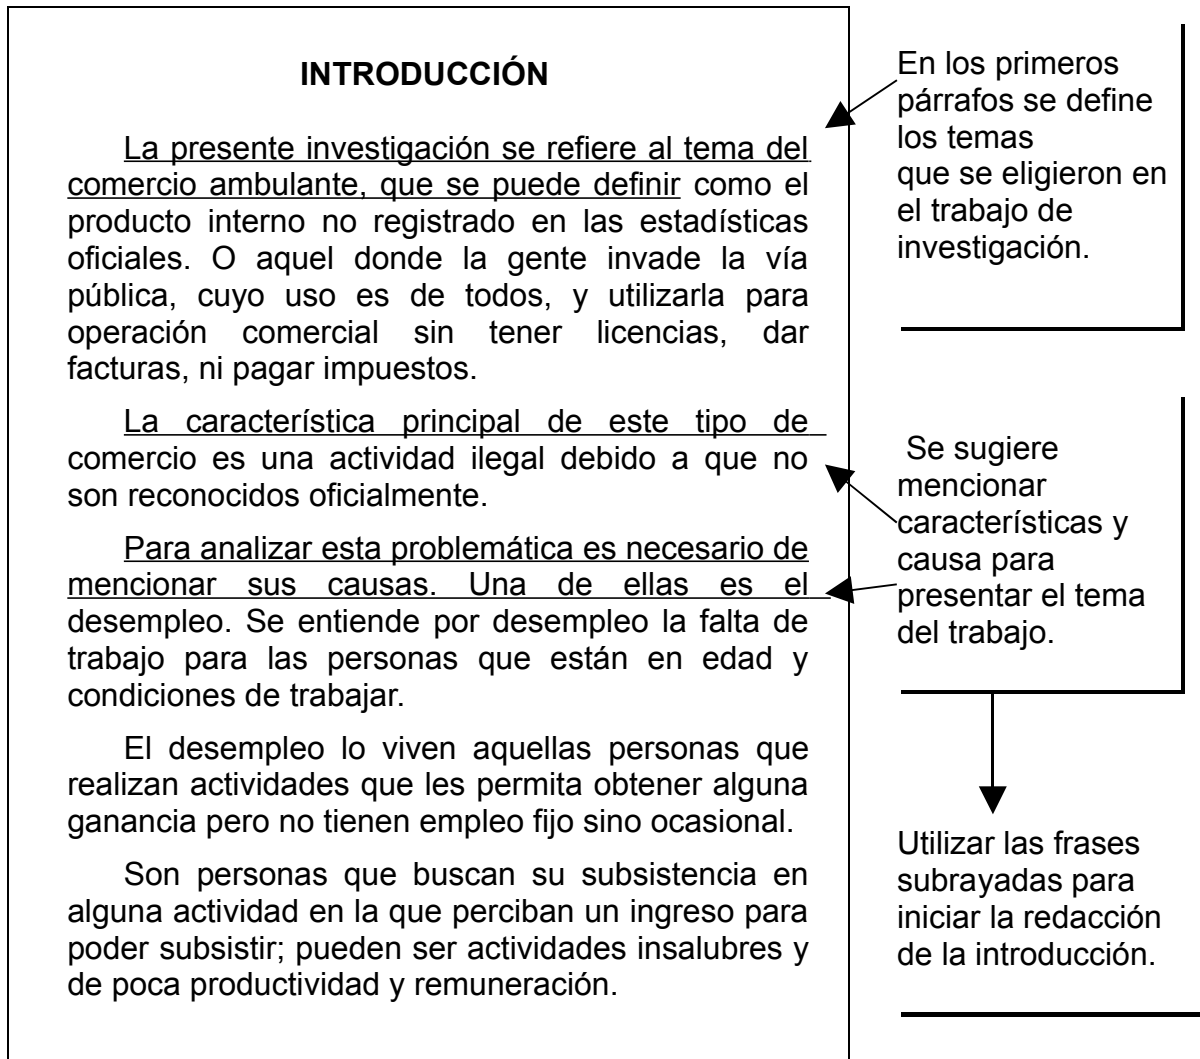 INTRODUCCIÓN
La presente investigación se refiere al tema del
comercio ambulante, que se puede definir como el
producto interno no registrado en las estadísticas
oficiales. O aquel donde la gente invade la vía
pública, cuyo uso es de todos, y utilizarla para
operación comercial sin tener licencias, dar
facturas, ni pagar impuestos.
La característica principal de este tipo de
comercio es una actividad ilegal debido a que no
son reconocidos oficialmente.
Para analizar esta problemática es necesario de
mencionar sus causas. Una de ellas es el
desempleo. Se entiende por desempleo la falta de
trabajo para las personas que están en edad y
condiciones de trabajar.
El desempleo lo viven aquellas personas que
realizan actividades que les permita obtener alguna
ganancia pero no tienen empleo fijo sino ocasional.
Son personas que buscan su subsistencia en
alguna actividad en la que perciban un ingreso para
poder subsistir; pueden ser actividades insalubres y
de poca productividad y remuneración.
En los primeros
párrafos se define
los temas
que se eligieron en
el trabajo de
investigación.
Se sugiere
mencionar
características y
causa para
presentar el tema
del trabajo.
Utilizar las frases
subrayadas para
iniciar la redacción
de la introducción.